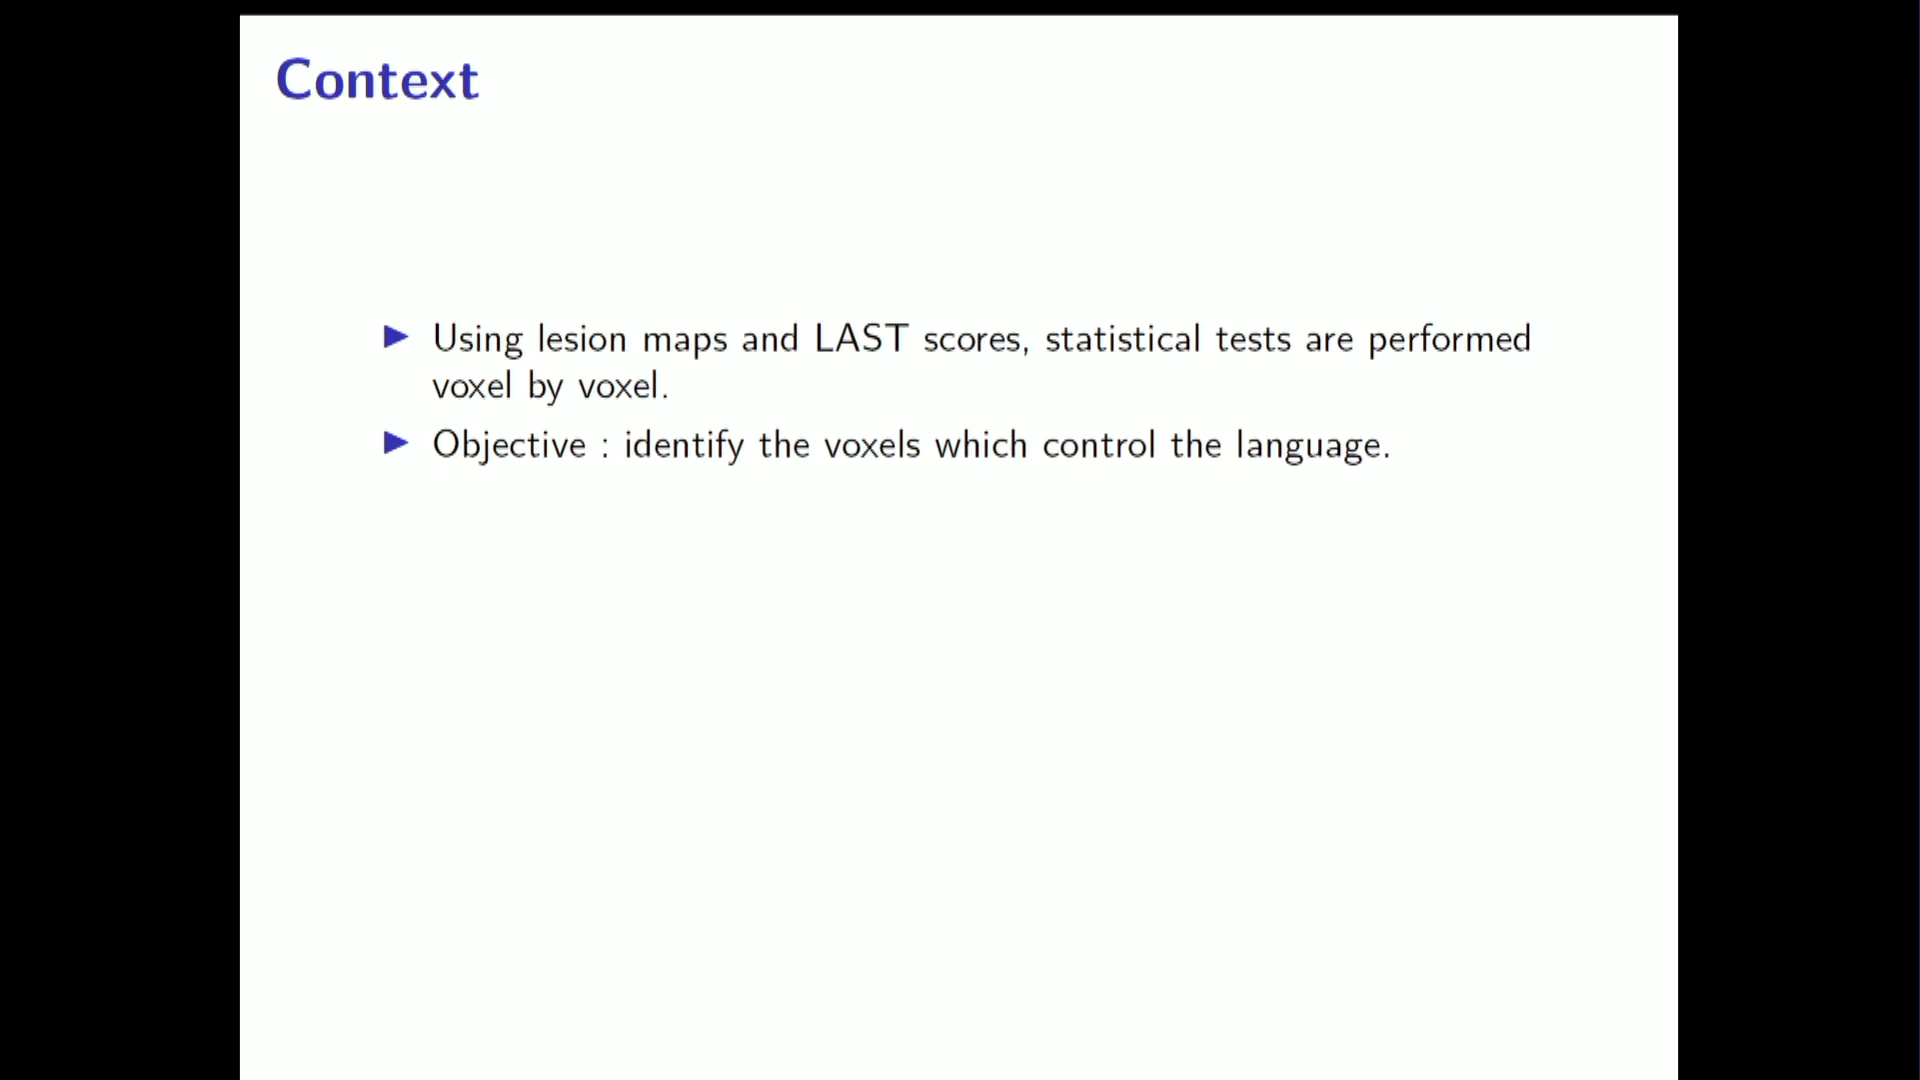 Context
Using lesion maps and LAST scores, statistical tests are performed
voxel by voxel.
Objective : identify the voxels which control the language.